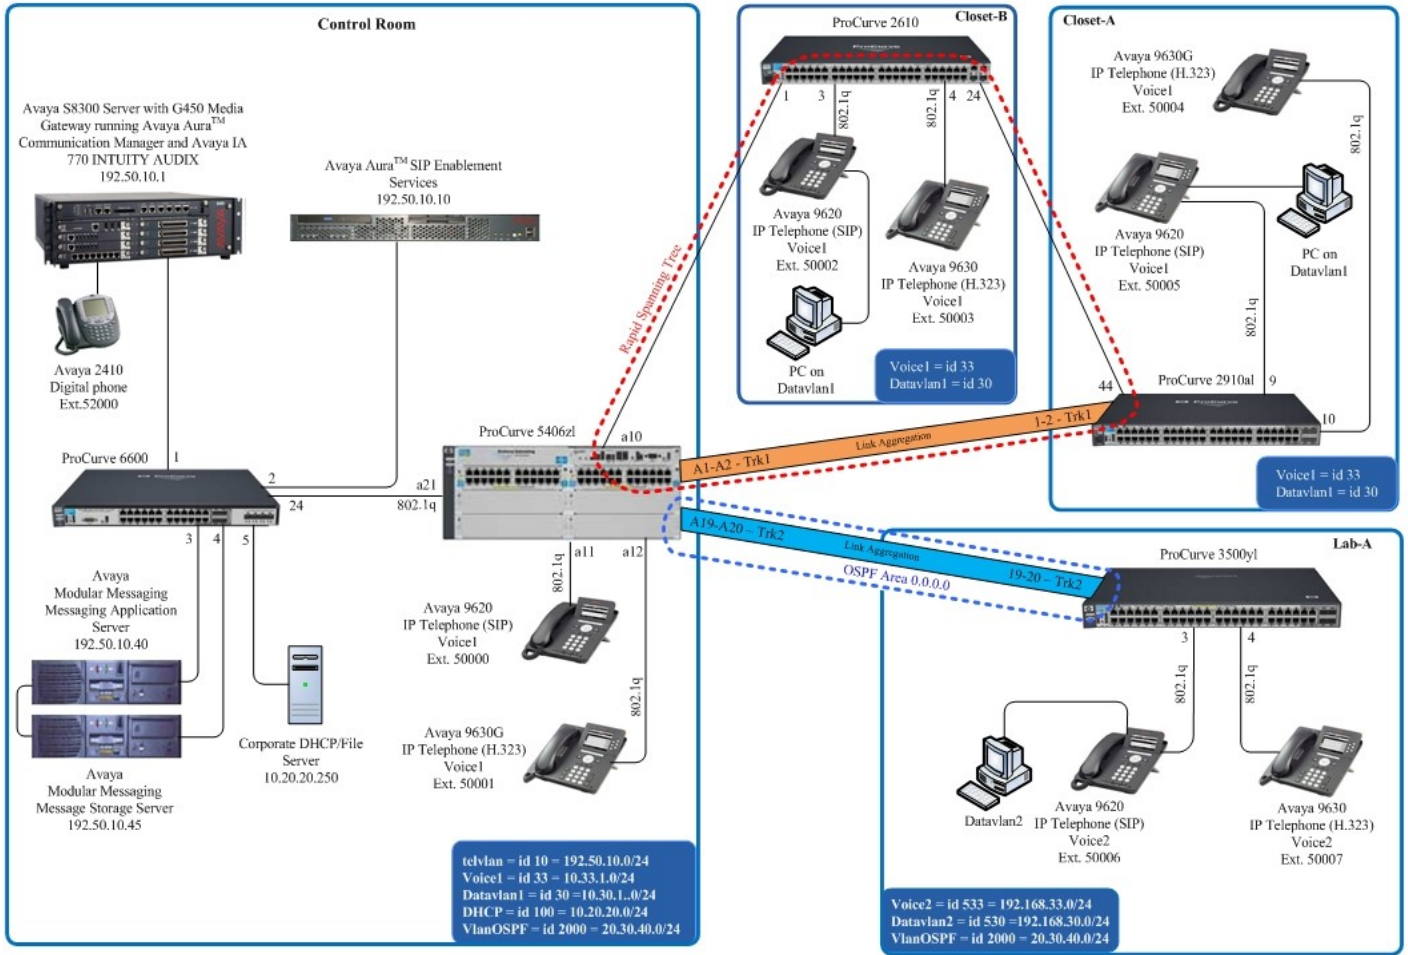 Control Room
Avaya S8300 Server with G450 Media
Gateway running Avaya Aura™
Communication Manager and Avaya IA
770 INTUITY AUDIX
192.50.10.1
Avaya Aura™ SIP Enablement
Services
192.50.10.10
AVAYA
Avaya 2410
Digital phone
Ext.52000
ProCurve 6600
1
2
24
3
4
5
a21
802.1q
ProCurve 5406zl
a10
a11
a12
802.1q
802.1q
Avaya
Modular Messaging
Messaging Application
Server
192.50.10.40
Avaya
Modular Messaging
Message Storage Server
192.50.10.45
Corporate DHCP/File
Server
10.20.20.250
Avaya 9620
IP Telephone (SIP)
Voice1
Ext. 50000
Avaya 9630G
IP Telephone (H.323)
Voice1
Ext. 50001
telvlan = id 10 = 192.50.10.0/24
Voice1 = id 33 = 10.33.1.0/24
Datavlan1 = id 30 =10.30.1..0/24
DHCP = id 100 = 10.20.20.0/24
VlanOSPF = id 2000 = 20.30.40.0/24
Rapid Spanning Tree
Closet-B
ProCurve 2610
1
3
4
24
802.1q
802.1q
Avaya 9620
IP Telephone (SIP)
Voice1
Ext. 50002
Avaya 9630
IP Telephone (H.323)
Voice1
Ext. 50003
PC on
Datavlan1
Voice1 = id 33
Datavlan1 = id 30
Closet-A
Avaya 9630G
IP Telephone (H.323)
Voice1
Ext. 50004
802.1q
Avaya 9620
IP Telephone (SIP)
Voice1
Ext. 50005
PC on
Datavlan1
802.1q
ProCurve 2910al
44
9
10
Voice1 = id 33
Datavlan1 = id 30
A1-A2 - Trk1
Link Aggregation
1-2 - Trk1
A19-A20 – Trk2
Link Aggregation
19-20 – Trk2
OSPF Area 0.0.0.0
Lab-A
ProCurve 3500yl
3
4
802.1q
802.1q
Datavlan2
Avaya 9620
IP Telephone (SIP)
Voice2
Ext. 50006
Avaya 9630
IP Telephone (H.323)
Voice2
Ext. 50007
Voice2 = id 533 = 192.168.33.0/24
Datavlan2 = id 530 =192.168.30.0/24
VlanOSPF = id 2000 = 20.30.40.0/24